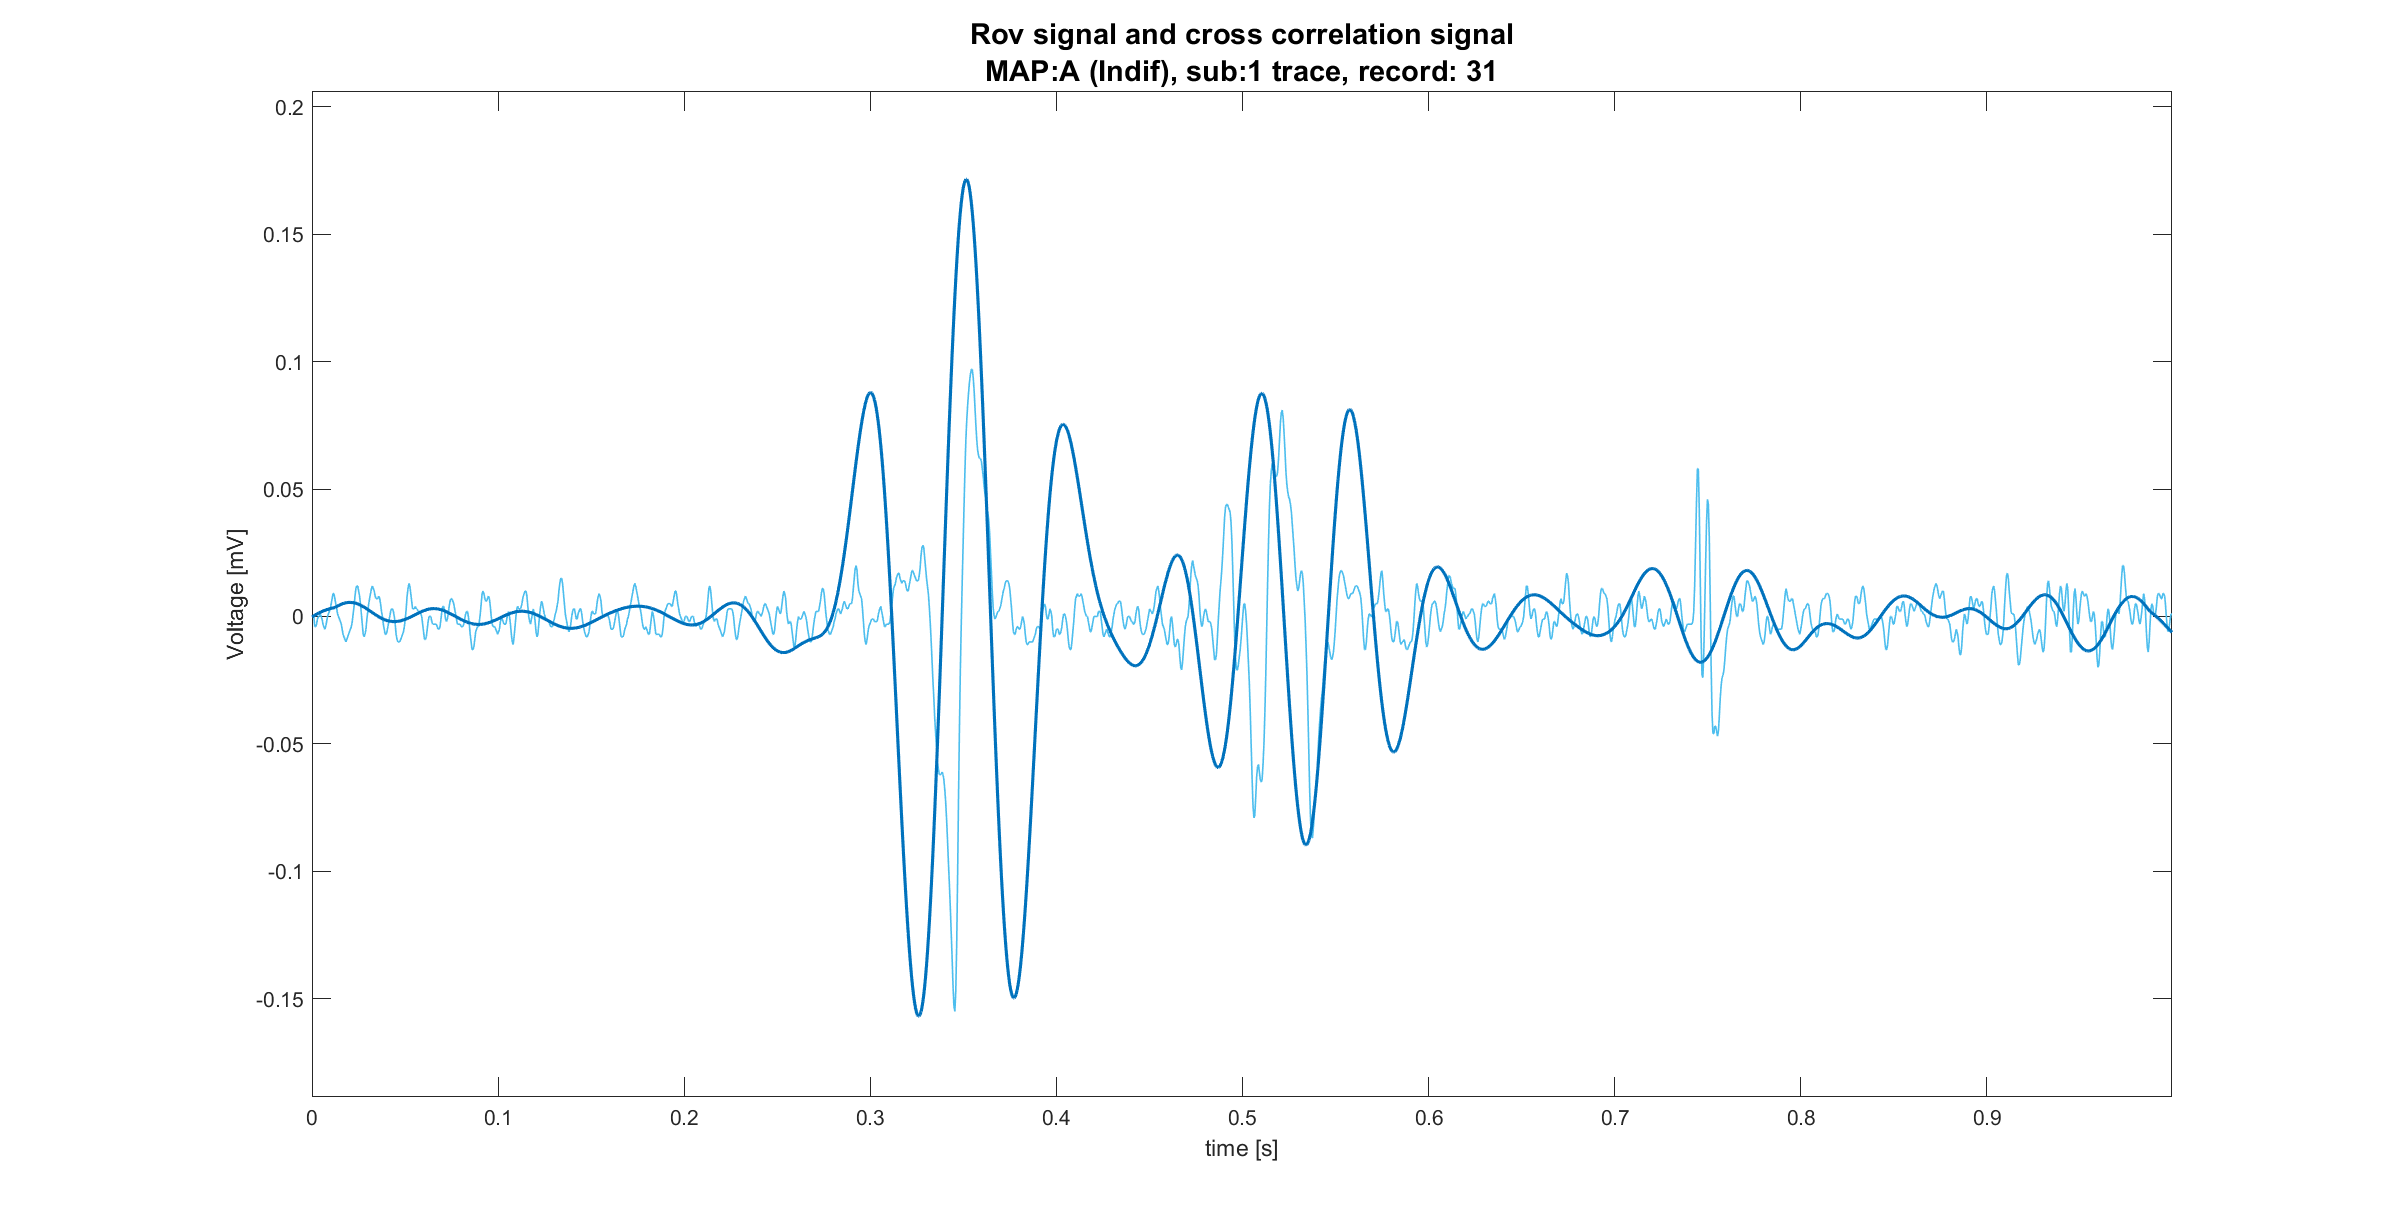 Rov signal and cross correlation signal
MAP:A (Indif), sub:1 trace, record: 31
0.2
0.15
0.1
0.05
0
-0.05
-0.1
-0.15
Voltage [mV]
0 0.1 0.2 0.3 0.4 0.5 0.6 0.7 0.8 0.9
time [s]